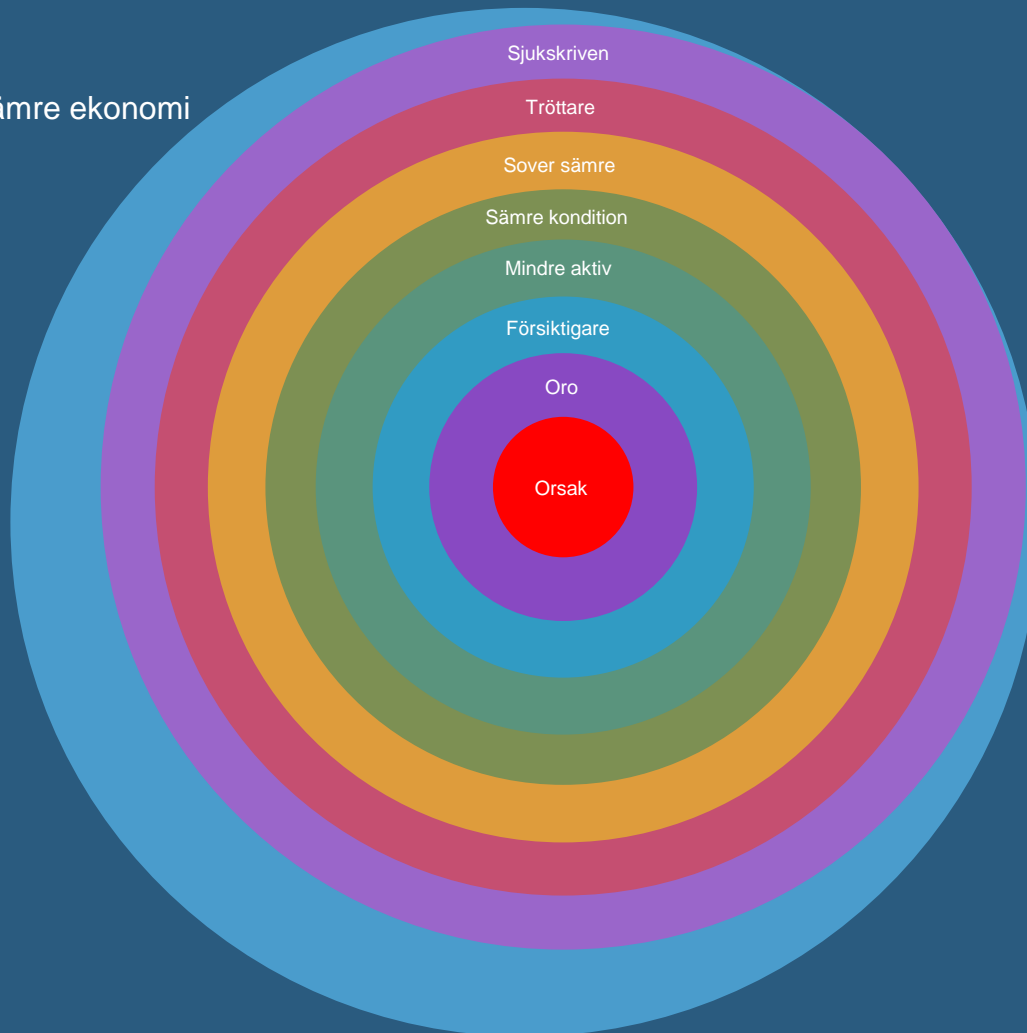 Sjukskriven
ämre ekonomi
Tröttare
Sover sämre
Sämre kondition
Mindre aktiv
Försiktigare
Oro
Orsak